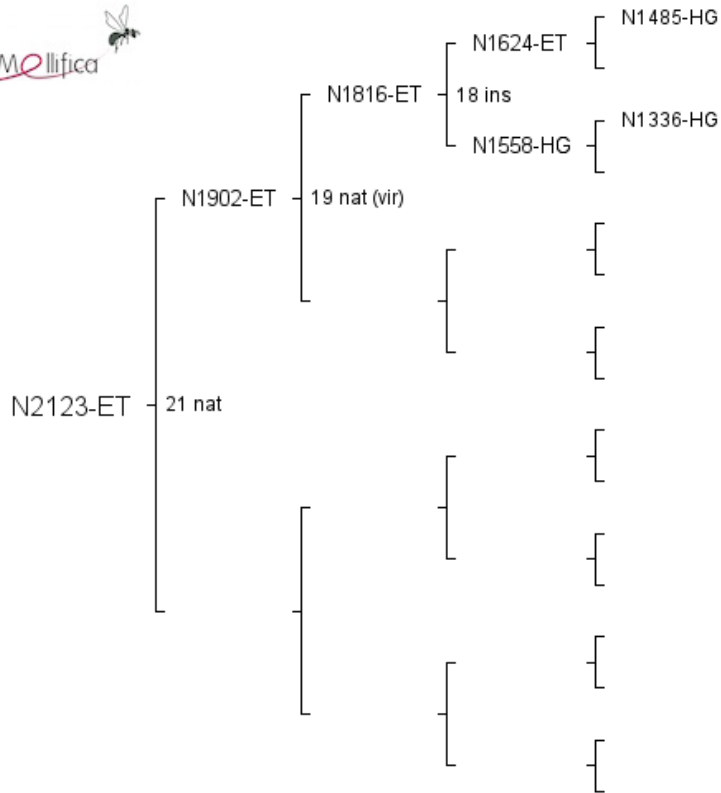 Mellifica
N1485-HG
N1624-ET
N1816-ET
18 ins
N1336-HG
N1558-HG
N1902-ET
19 nat (vir)
N2123-ET
21 nat